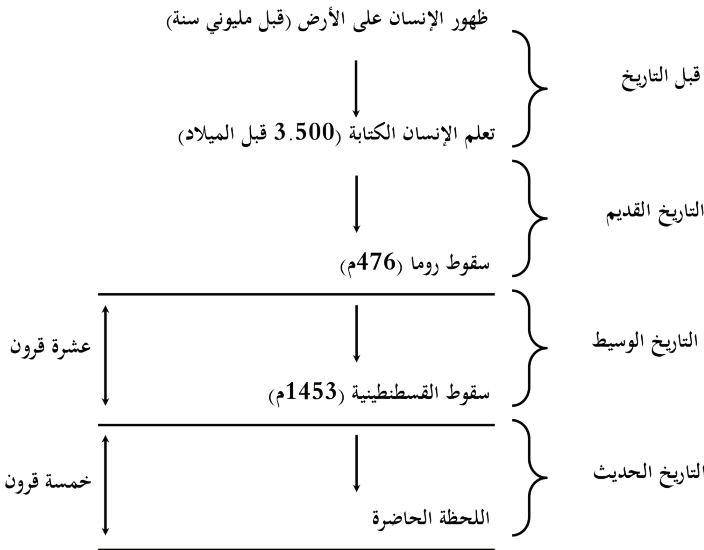 ظهور الإنسان على الأرض (قبل مليوني سنة)
قبل التاريخ
تعلم الإنسان الكتابة (3.500 قبل الميلاد)
التاريخ القديم
سقوط روما (476م)
التاريخ الوسيط
عشرة قرون
سقوط القسطنطينية (1453م)
التاريخ الحديث
خمسة قرون
اللحظة الحاضرة